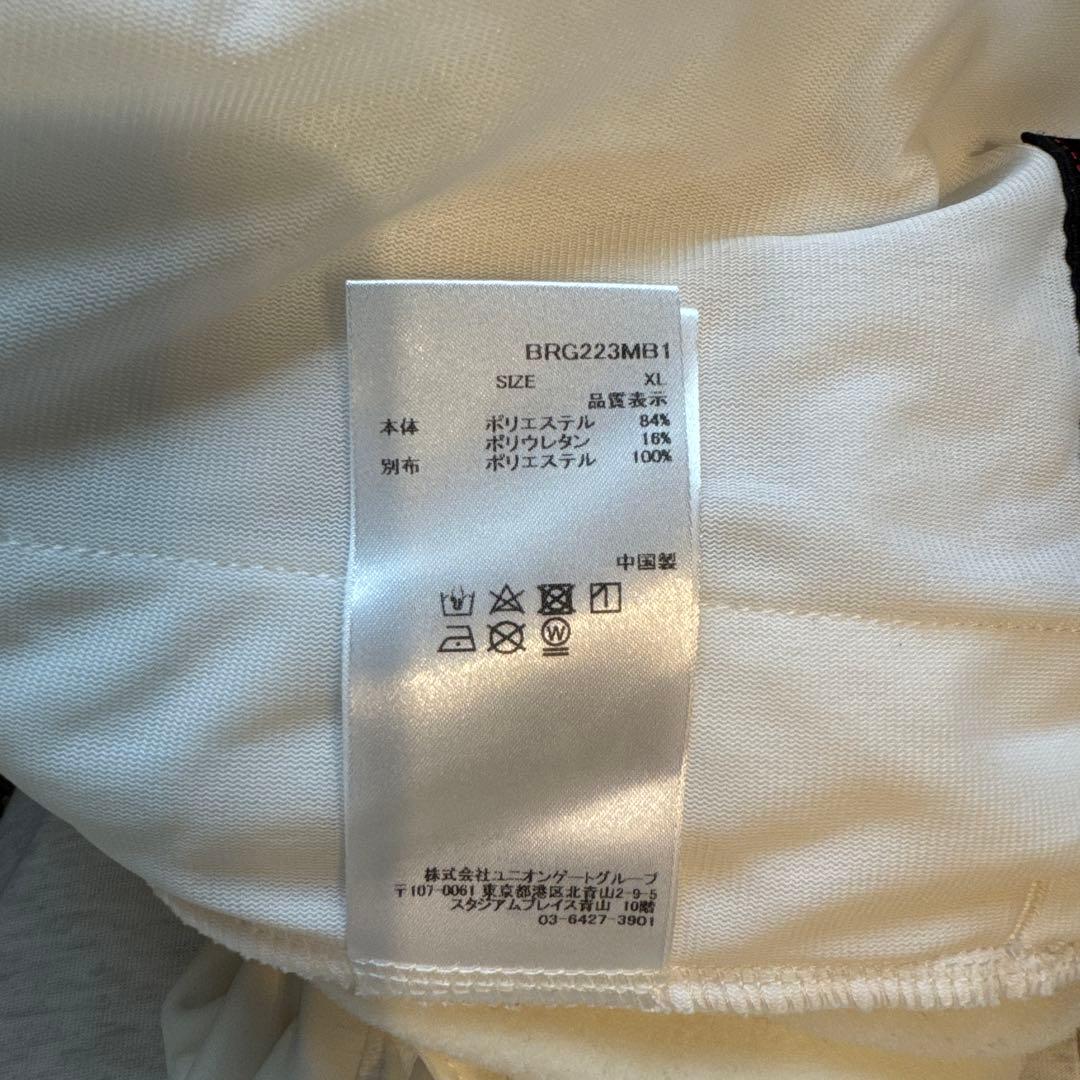 BRG223MB1
SIZE XL
品質表示
本体 ポリエステル 84%
ポリウレタン 16%
別布 ポリエステル 100%
中国製
W
株式会社ユニオンゲートグループ
〒107-0061 東京都港区北青山2-9-5
スタジアムプレイス青山 10階
03-6427-3901